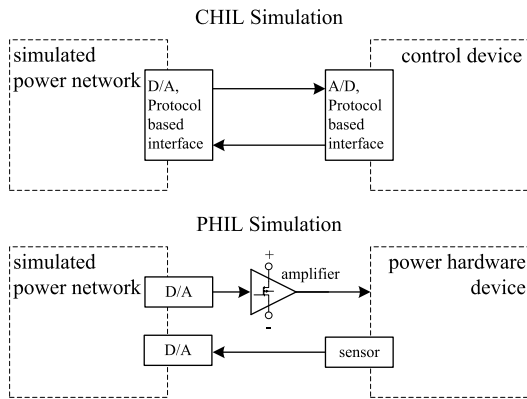 CHIL Simulation
simulated
power network
control device
D/A,
Protocol
based
interface
A/D,
Protocol
based
interface
PHIL Simulation
simulated
power network
+
amplifier
power hardware
device
D/A
-
D/A
sensor